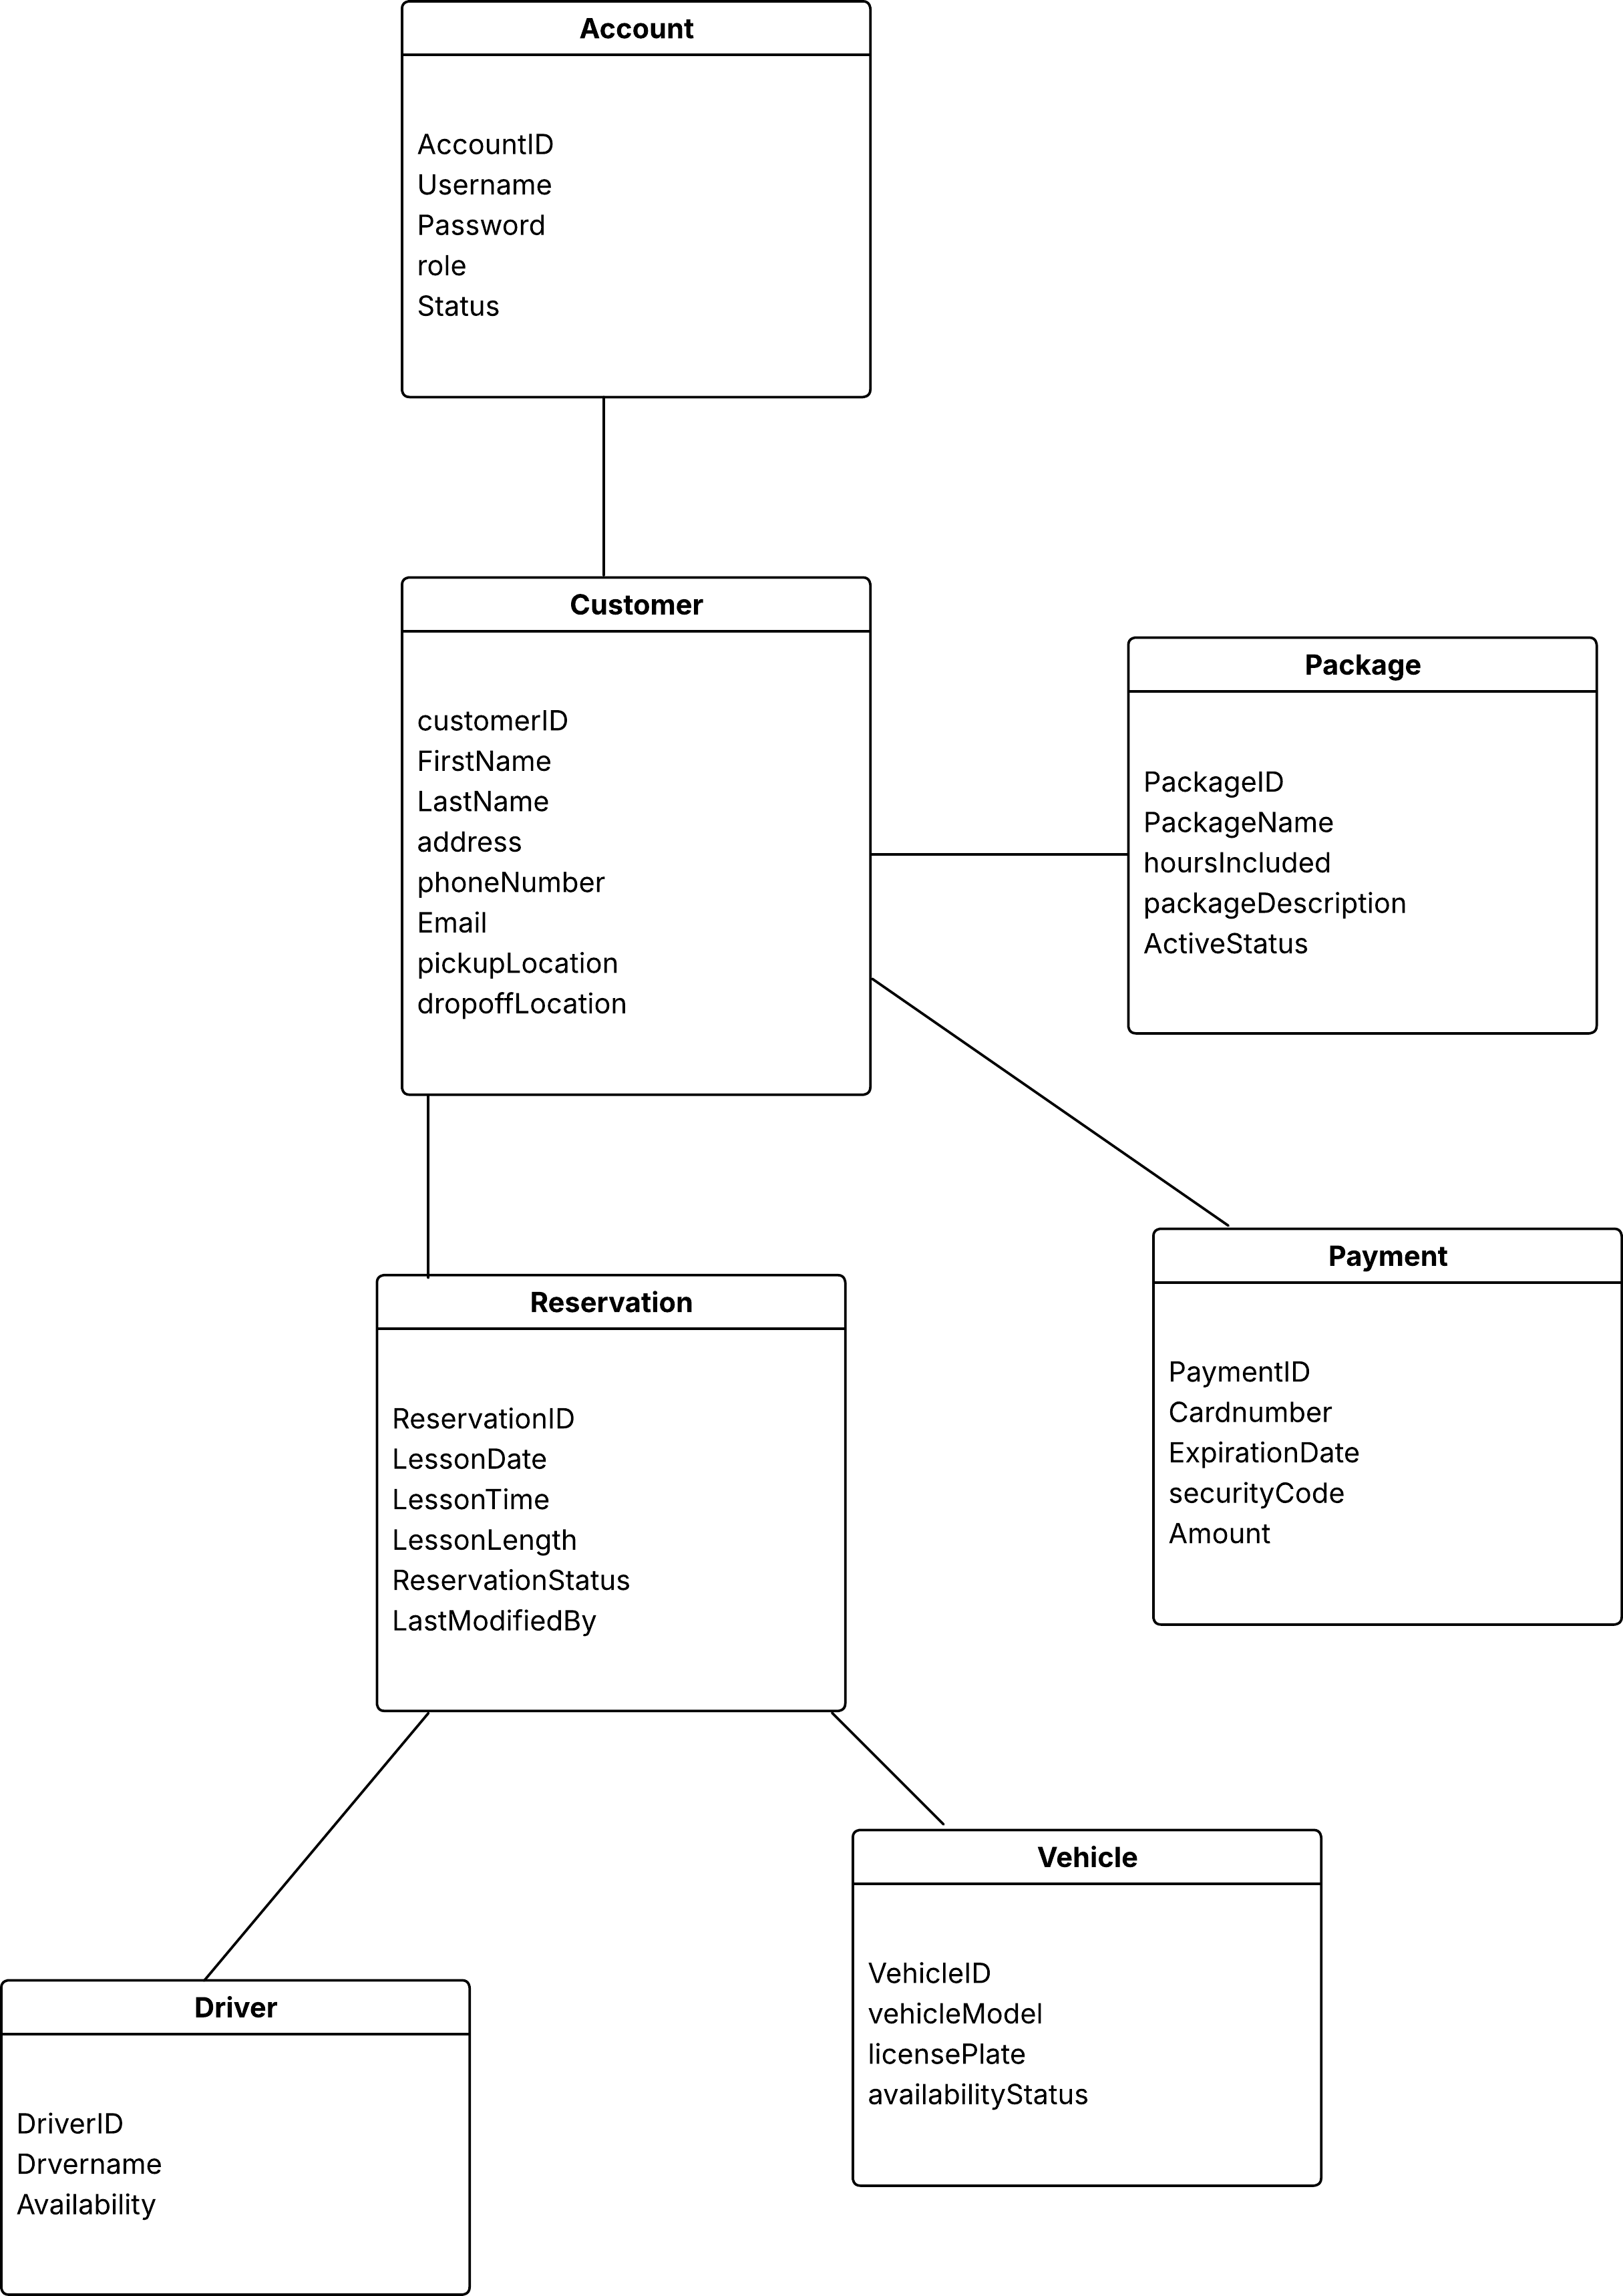 Account
AccountID
Username
Password
role
Status
Customer
customerID
FirstName
LastName
address
phoneNumber
Email
pickupLocation
dropoffLocation
Package
PackageID
PackageName
hoursIncluded
packageDescription
ActiveStatus
Payment
PaymentID
Cardnumber
ExpirationDate
securityCode
Amount
Reservation
ReservationID
LessonDate
LessonTime
LessonLength
ReservationStatus
LastModifiedBy
Vehicle
VehicleID
vehicleModel
licensePlate
availabilityStatus
Driver
DriverID
Drvername
Availability